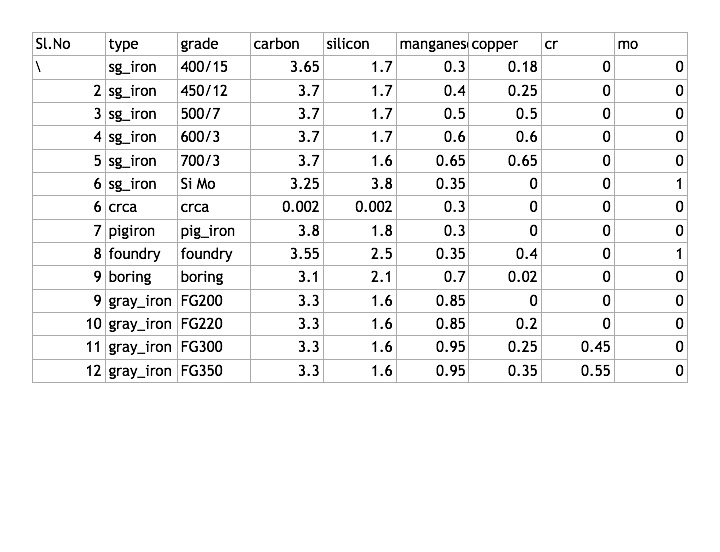 Sl.No type grade carbon silicon manganes copper cr mo
\ sg_iron 400/15 3.65 1.7 0.3 0.18 0 0
2 sg_iron 450/12 3.7 1.7 0.4 0.25 0 0
3 sg_iron 500/7 3.7 1.7 0.5 0.5 0 0
4 sg_iron 600/3 3.7 1.7 0.6 0.6 0 0
5 sg_iron 700/3 3.7 1.6 0.65 0.65 0 0
6 sg_iron Si Mo 3.25 3.8 0.35 0 0 1
6 crca crca 0.002 0.002 0.3 0 0 0
7 pigiron pig_iron 3.8 1.8 0.3 0 0 0
8 foundry foundry 3.55 2.5 0.35 0.4 0 1
9 boring boring 3.1 2.1 0.7 0.02 0 0
9 gray_iron FG200 3.3 1.6 0.85 0 0 0
10 gray_iron FG220 3.3 1.6 0.85 0.2 0 0
11 gray_iron FG300 3.3 1.6 0.95 0.25 0.45 0
12 gray_iron FG350 3.3 1.6 0.95 0.35 0.55 0